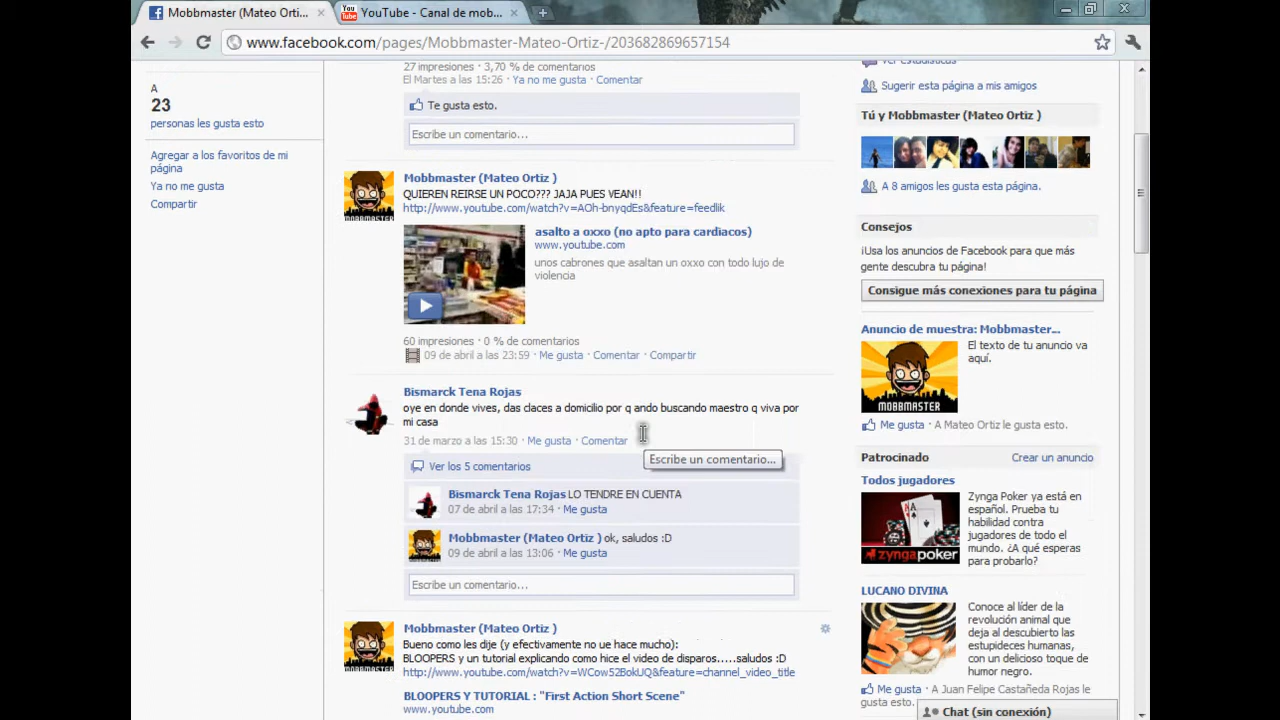 Mobbmaster (Mateo Orti...
YouTube - Canal de mob...
www.facebook.com/pages/Mobbmaster-Mateo-Ortiz-/203682869657154
A
23
personas les gusta esto
Agregar a los favoritos de mi
página
Ya no me gusta
Compartir
27 impresiones · 3,70 % de comentarios
El Martes a las 15:26 · Ya no me gusta · Comentar
Te gusta esto.
Escribe un comentario...
Mobbmaster (Mateo Ortiz )
QUIEREN REIRSE UN POCO??? JAJA PUES VEAN!!
http://www.youtube.com/watch?v=AOh-bnyqdEs&feature=feedlik
asalto a oxxo (no apto para cardiacos)
www.youtube.com
unos cabrones que asaltan un oxxo con todo lujo de
violencia
60 impresiones · 0 % de comentarios
09 de abril a las 23:59 · Me gusta · Comentar · Compartir
Bismarck Tena Rojas
oye en donde vives, das claces a domicilio por q ando buscando maestro q viva por
mi casa
31 de marzo a las 15:30 · Me gusta · Comentar
Escribe un comentario...
Ver los 5 comentarios
Bismarck Tena Rojas LO TENDRE EN CUENTA
07 de abril a las 17:34 · Me gusta
Mobbmaster (Mateo Ortiz ) ok, saludos :D
09 de abril a las 13:06 · Me gusta
Escribe un comentario...
Mobbmaster (Mateo Ortiz )
Bueno como les dije (y efectivamente no ue hace mucho):
BLOOPERS y un tutorial explicando como hice el video de disparos.....saludos :D
http://www.youtube.com/watch?v=WCow52BokUQ&feature=channel_video_title
BLOOPERS Y TUTORIAL : "First Action Short Scene"
www.youtube.com
Ver estadísticas
Sugerir esta página a mis amigos
Tú y Mobbmaster (Mateo Ortiz )
A 8 amigos les gusta esta página.
Consejos
¡Usa los anuncios de Facebook para que más
gente descubra tu página!
Consigue más conexiones para tu página
Anuncio de muestra: Mobbmaster...
El texto de tu anuncio va
aquí.
MOBBMASTER
Me gusta · A Mateo Ortiz le gusta esto.
Patrocinado
Crear un anuncio
Todos jugadores
Zynga Poker ya está en
español. Prueba tu
habilidad contra
jugadores de todo el
mundo. ¿A qué esperas
para probarlo?
zyngapoker
LUCANO DIVINA
Conoce al líder de la
revolución animal que
deja al descubierto las
estupideces humanas,
con un delicioso toque de
humor negro.
Me gusta · A Juan Felipe Castañeda Rojas le
gusta esto.
Chat (sin conexión)